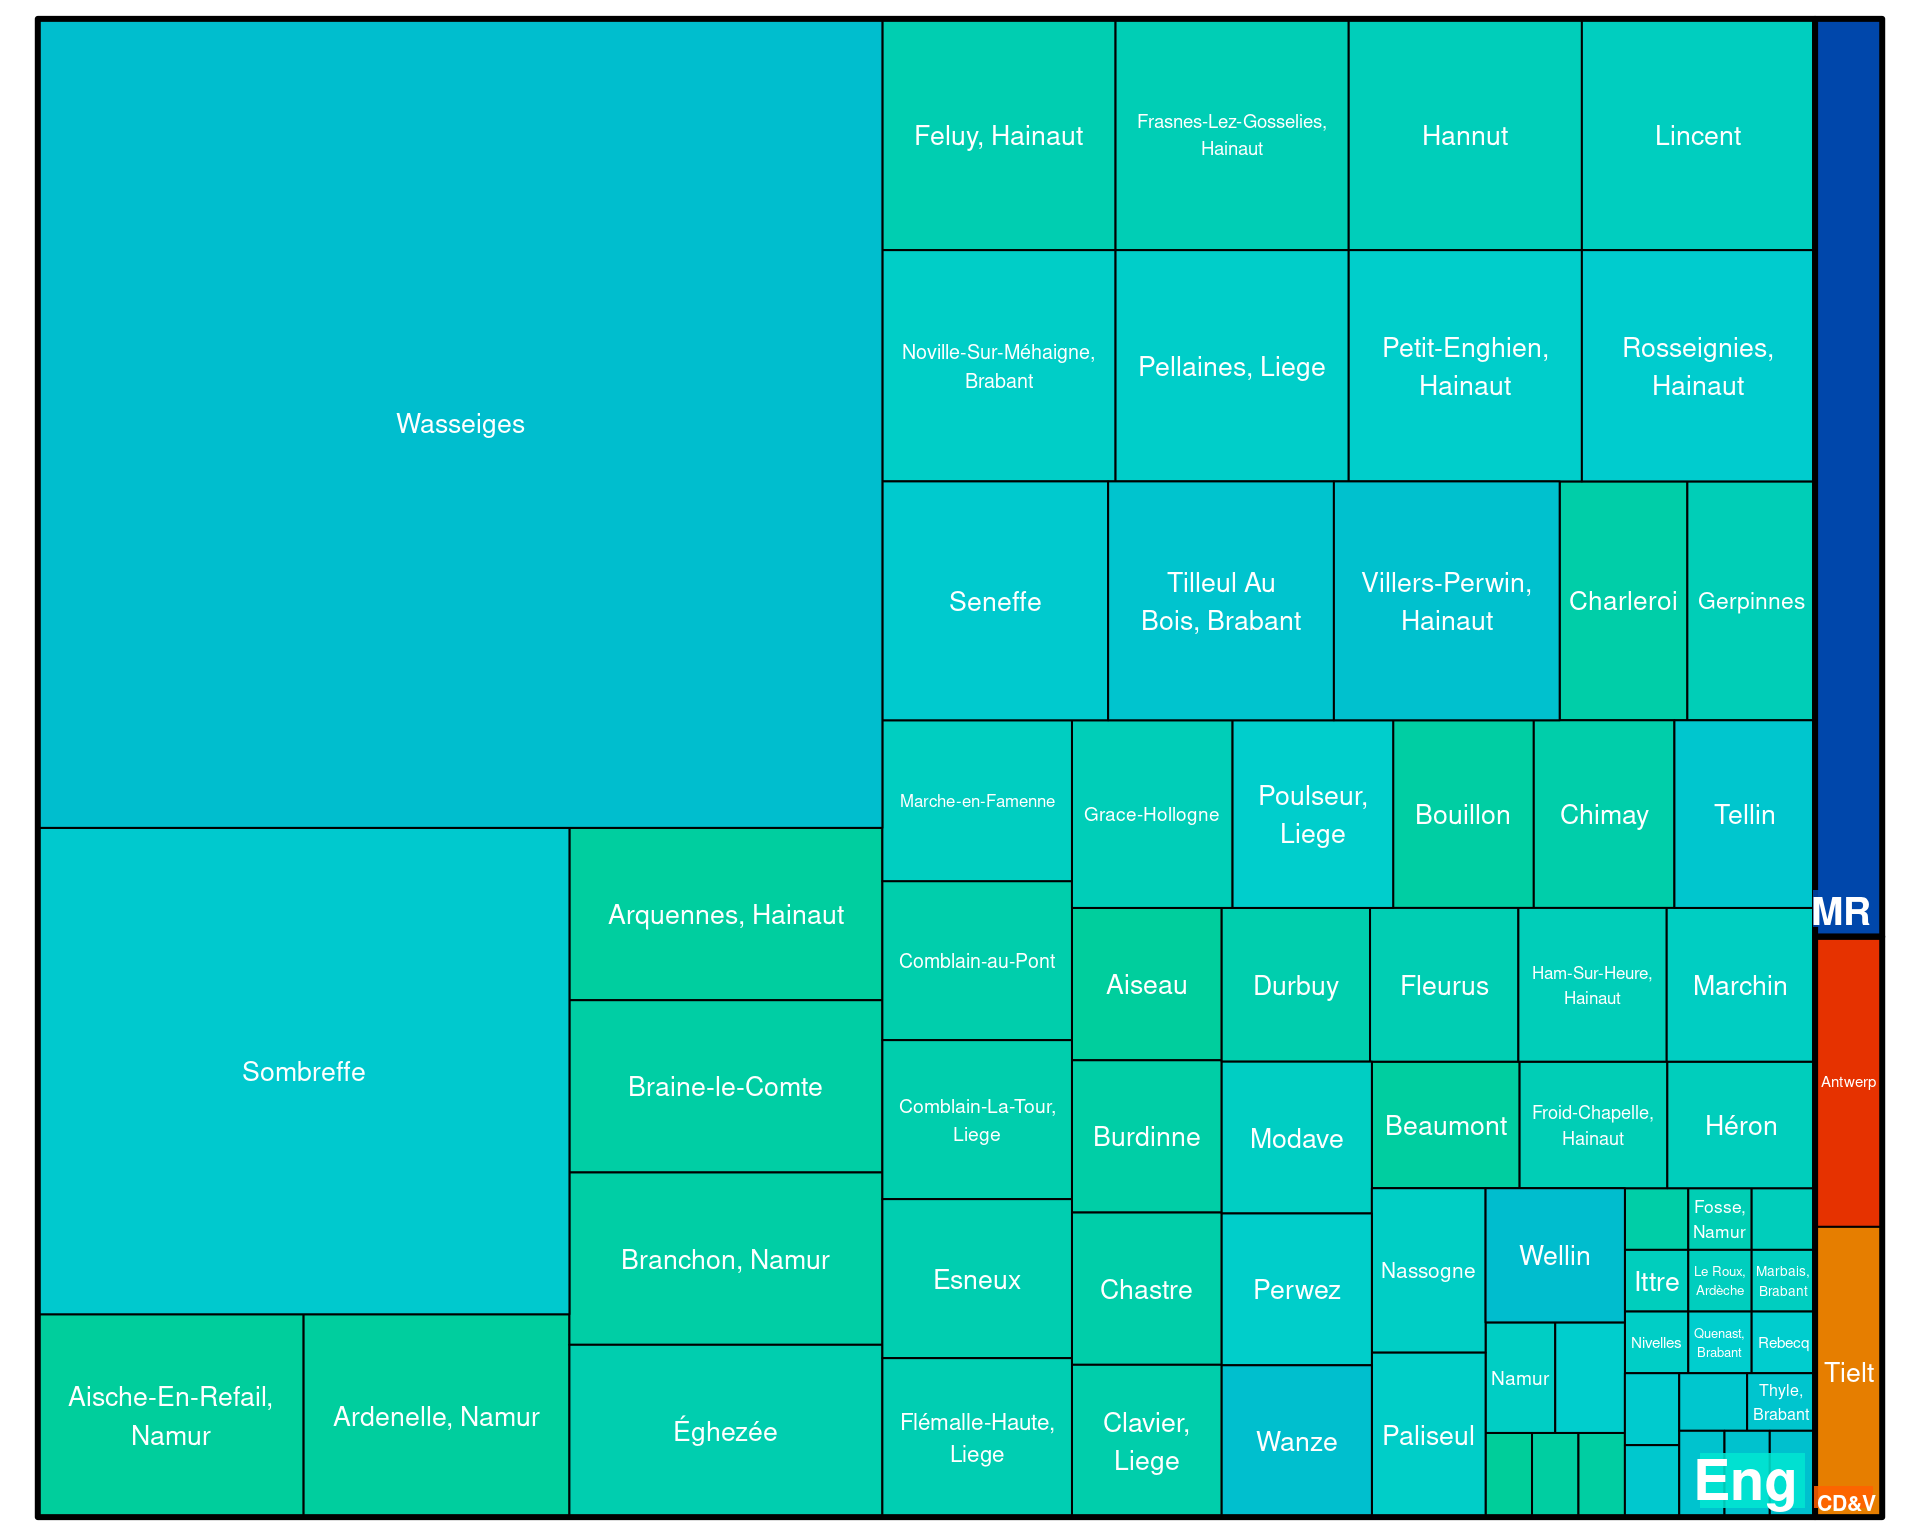 Wasseiges
Feluy, Hainaut
Frasnes-Lez-Gosselies,
Hainaut
Hannut
Lincent
Noville-Sur-Méhaigne,
Brabant
Pellaines, Liege
Petit-Enghien,
Hainaut
Rosseignies,
Hainaut
Seneffe
Tilleul Au
Bois, Brabant
Villers-Perwin,
Hainaut
Charleroi
Gerpinnes
Marche-en-Famenne
Grace-Hollogne
Poulseur,
Liege
Bouillon
Chimay
Tellin
MR
Sombreffe
Arquennes, Hainaut
Comblain-au-Pont
Aiseau
Durbuy
Fleurus
Ham-Sur-Heure,
Hainaut
Marchin
Braine-le-Comte
Comblain-La-Tour,
Liege
Burdinne
Modave
Beaumont
Froid-Chapelle,
Hainaut
Héron
Antwerp
Branchon, Namur
Esneux
Chastre
Perwez
Nassogne
Wellin
Fosse,
Namur
Ittre
Le Roux,
Ardèche
Marbais,
Brabant
Nivelles
Quenast,
Brabant
Rebecq
Namur
Thyle,
Brabant
Tielt
Aische-En-Refail,
Namur
Ardenelle, Namur
Éghezée
Flémalle-Haute,
Liege
Clavier,
Liege
Wanze
Paliseul
Eng
CD&V